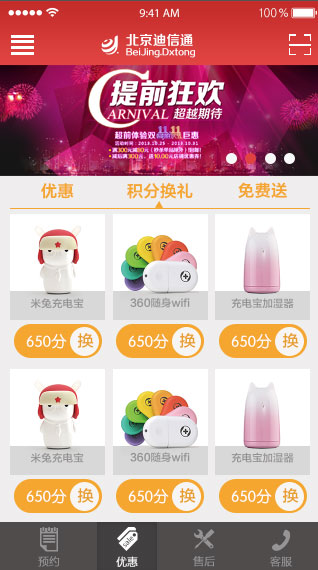 9:41 AM
100%
北京迪信通
BeiJing.Dxtong
提前狂欢
CARNIVAL 超越期待
超前体验双11.11巨惠
优惠
积分换礼
免费送
米兔充电宝
360随身wifi
充电宝加湿器
650分 换
650分 换
650分 换
米兔充电宝
360随身wifi
充电宝加湿器
650分 换
650分 换
650分 换
预约
优惠
售后
客服